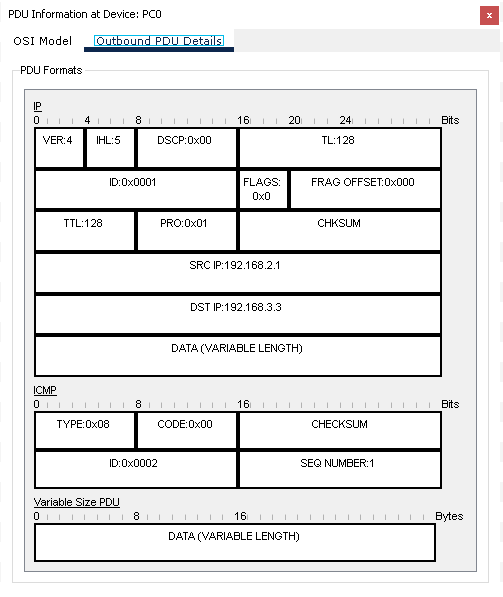 PDU Information at Device: PC0
x
OSI Model Outbound PDU Details
PDU Formats
IP
0 4 8 16 20 24 Bits
VER:4 IHL:5 DSCP:0x00 TL:128
ID:0x0001 FLAGS: 0x0 FRAG OFFSET:0x000
TTL:128 PRO:0x01 CHKSUM
SRC IP:192.168.2.1
DST IP:192.168.3.3
DATA (VARIABLE LENGTH)
ICMP
0 8 16 Bits
TYPE:0x08 CODE:0x00 CHECKSUM
ID:0x0002 SEQ NUMBER:1
Variable Size PDU
0 8 16 Bytes
DATA (VARIABLE LENGTH)